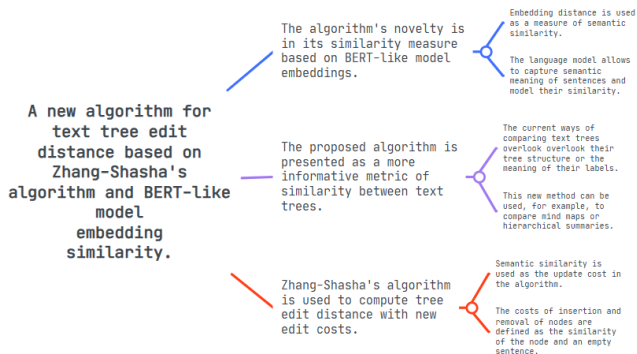 A new algorithm for
text tree edit
distance based on
Zhang-Shasha's
algorithm and BERT-like
model
embedding
similarity.
The algorithm's novelty is
in its similarity measure
based on BERT-like model
embeddings.
Embedding distance is used
as a measure of semantic
similarity.
The language model allows
to capture semantic
meaning of sentences and
model their similarity.
The proposed algorithm is
presented as a more
informative metric of
similarity between text
trees.
The current ways of
comparing text trees
overlook overlook their
tree structure or the
meaning of their labels.
This new method can be
used, for example, to
compare mind maps or
hierarchical summaries.
Zhang-Shasha's algorithm
is used to compute tree
edit distance with new
edit costs.
Semantic similarity is
used as the update cost in
the algorithm.
The costs of insertion and
removal of nodes are
defined as the similarity
of the node and an empty
sentence.